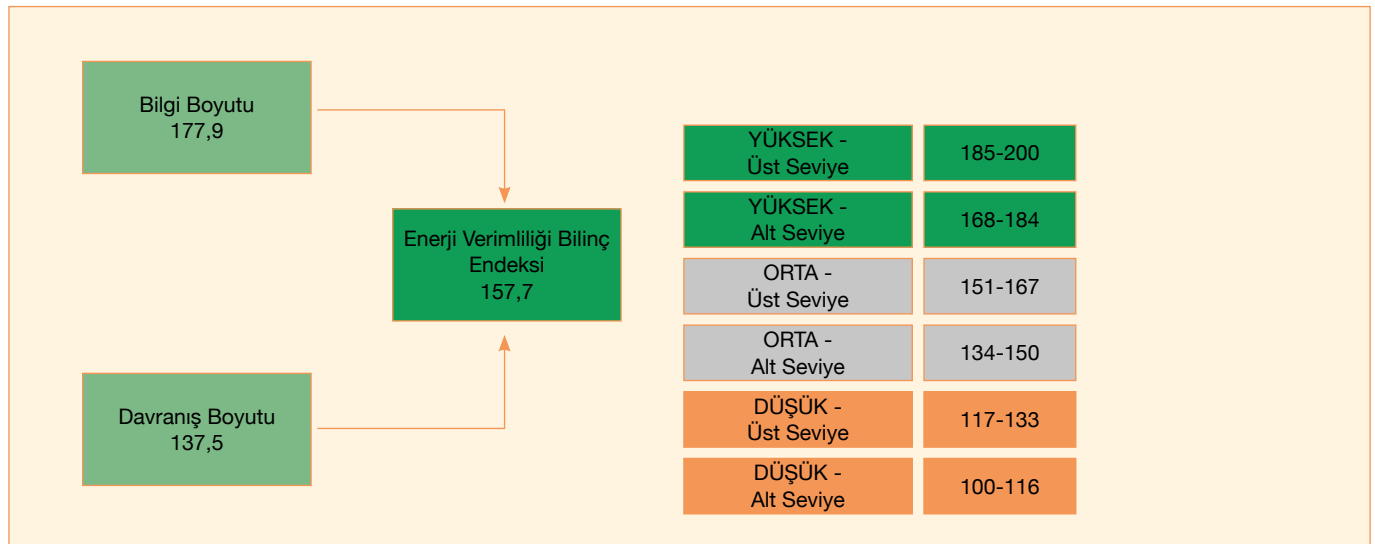 Bilgi Boyutu
177,9
Enerji Verimliliği Bilinç
Endeksi
157,7
Davranış Boyutu
137,5
YÜKSEK -
Üst Seviye
185-200
YÜKSEK -
Alt Seviye
168-184
ORTA -
Üst Seviye
151-167
ORTA -
Alt Seviye
134-150
DÜŞÜK -
Üst Seviye
117-133
DÜŞÜK -
Alt Seviye
100-116